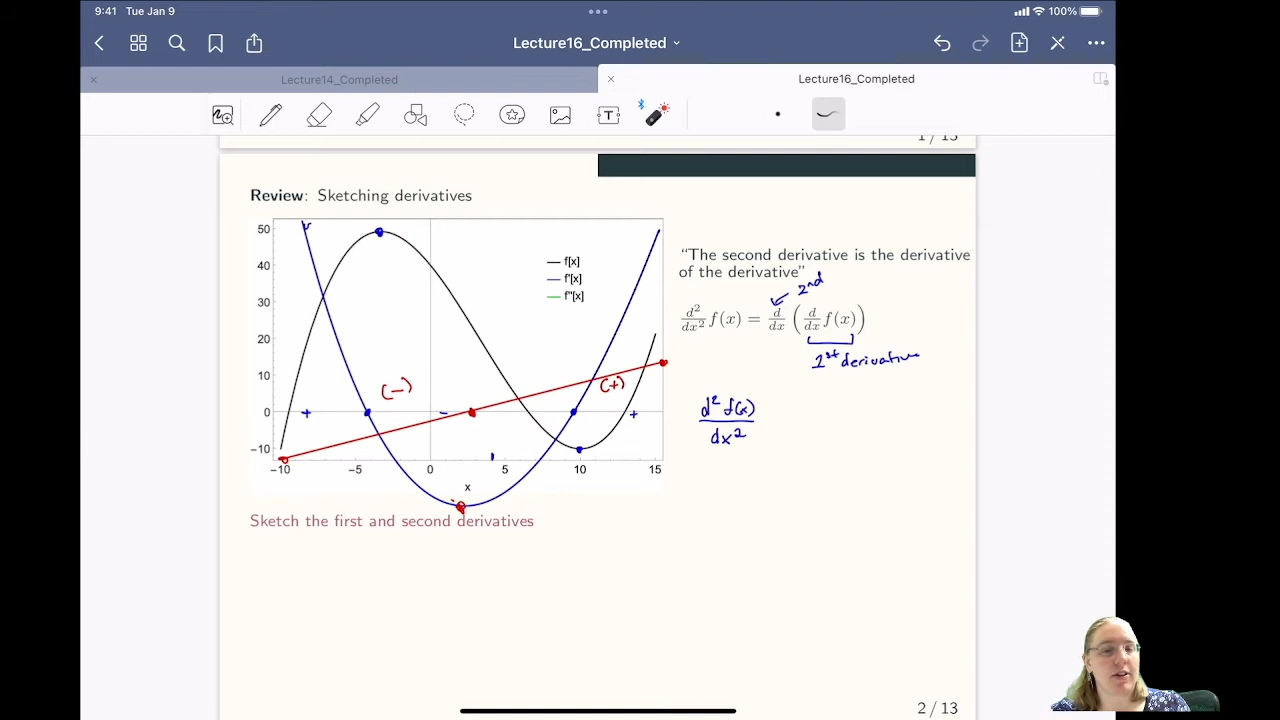 9:41 Tue Jan 9
100%
Lecture16_Completed
Lecture14_Completed
Lecture16_Completed
1 / 13
Review: Sketching derivatives
50
40
30
20
10
0
−10
−10
−5
0
5
10
15
x
f[x]
f'[x]
f''[x]
+
(−)
−
(+)
+
Sketch the first and second derivatives
"The second derivative is the derivative
of the derivative"
2nd
d²/dx² f(x) = d/dx (d/dx f(x))
1st derivative
d² f(x)
dx²
2 / 13